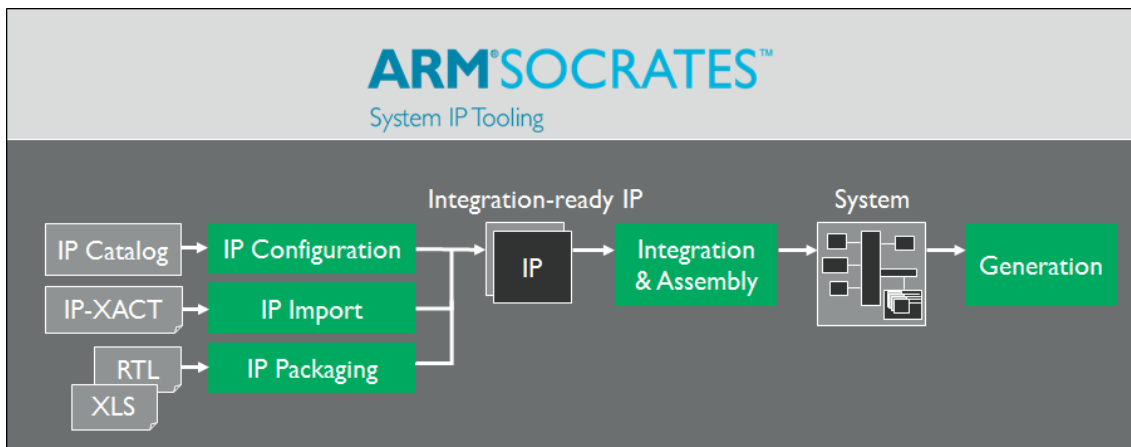 ARM®SOCRATES™
System IP Tooling
Integration-ready IP
System
IP Catalog
IP Configuration
IP
Integration
& Assembly
Generation
IP-XACT
IP Import
RTL
IP Packaging
XLS